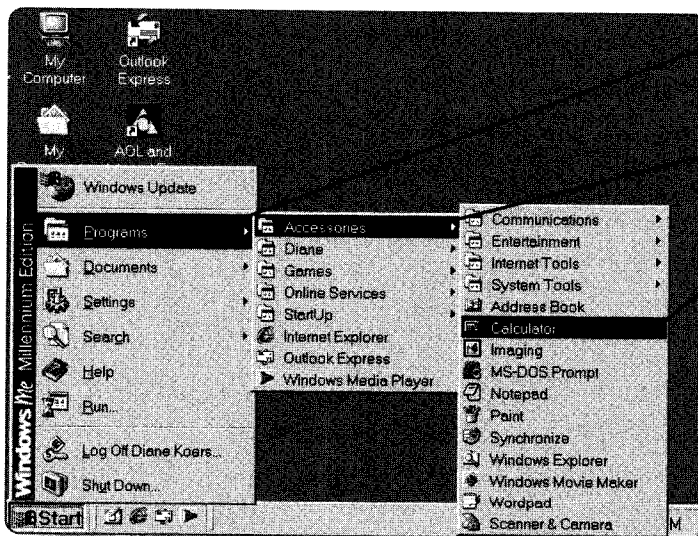 My
Computer
Outlook
Express
My
AOL and
Windows Update
Programs
Documents
Settings
Search
Help
Run...
Log Off Diane Koers...
Shut Down...
Windows Me Millennium Edition
Start
Accessories
Diane
Games
Online Services
StartUp
Internet Explorer
Outlook Express
Windows Media Player
Communications
Entertainment
Internet Tools
System Tools
Address Book
Calculator
Imaging
MS-DOS Prompt
Notepad
Paint
Synchronize
Windows Explorer
Windows Movie Maker
Wordpad
Scanner & Camera
M